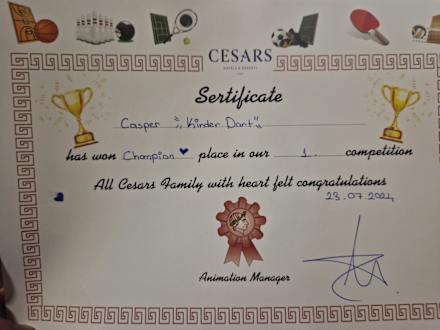 CESARS
HOTELS & RESORTS
Sertificate
Casper "Kinder Dart"
has won Champion place in our 1. competition
All Cesars Family with heart felt congratulations
23.07.2024
Animation Manager